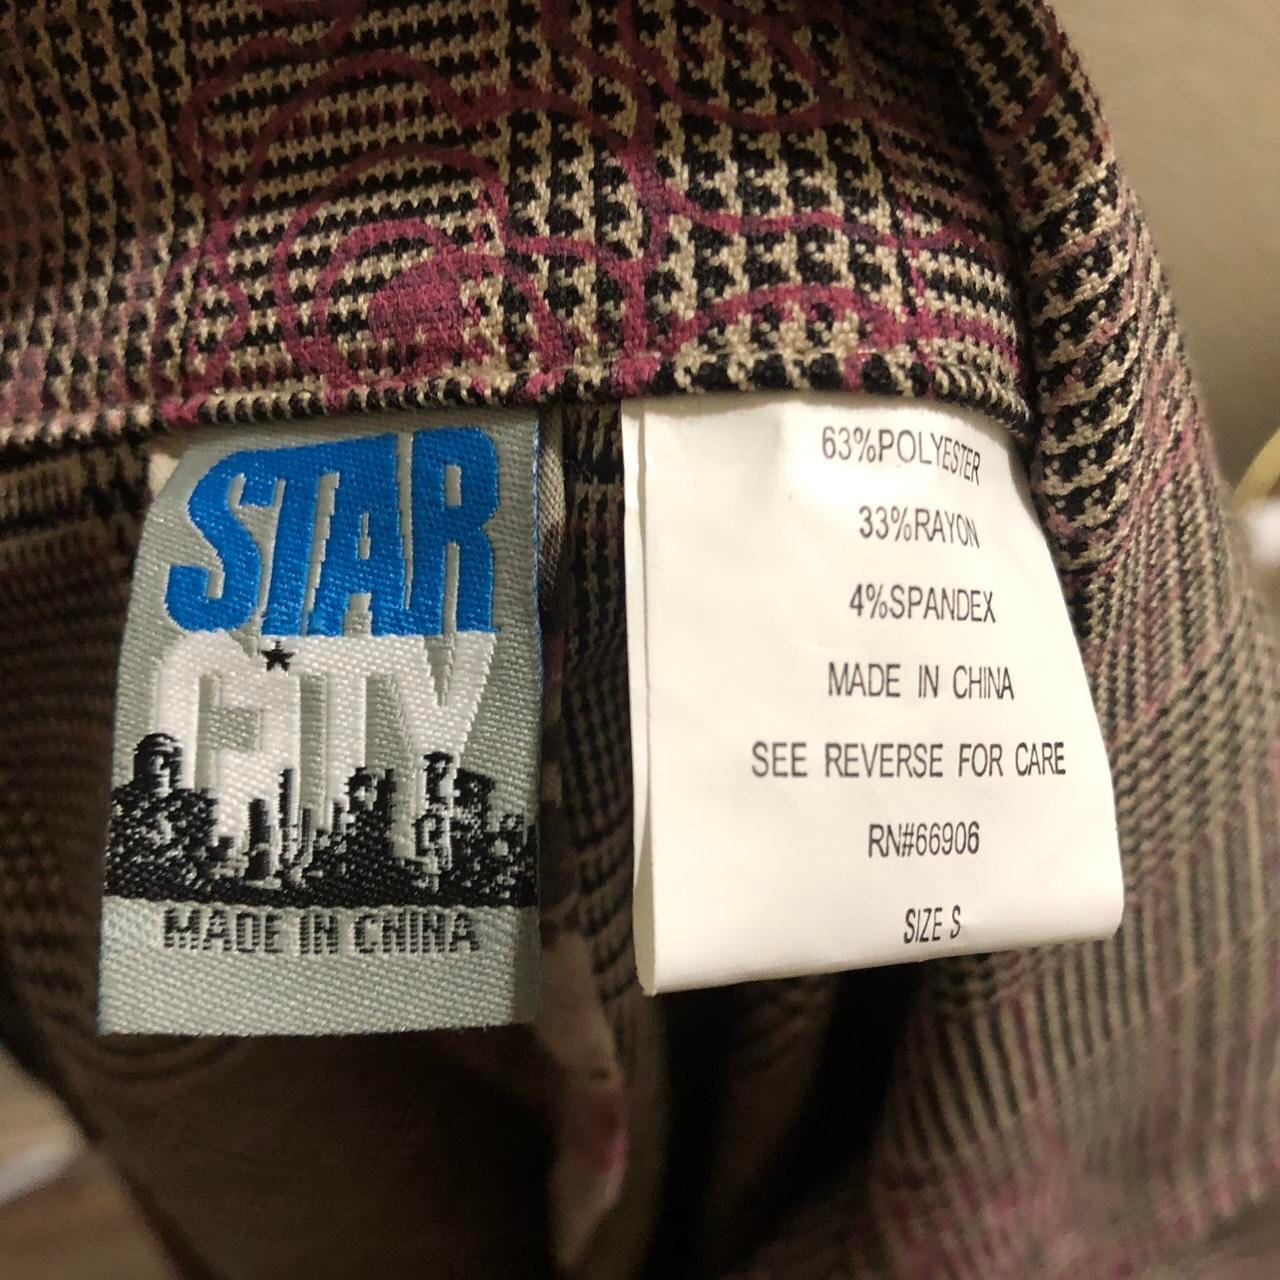 STAR
CITY
MADE IN CHINA
63%POLYESTER
33%RAYON
4%SPANDEX
MADE IN CHINA
SEE REVERSE FOR CARE
RN#66906
SIZE S